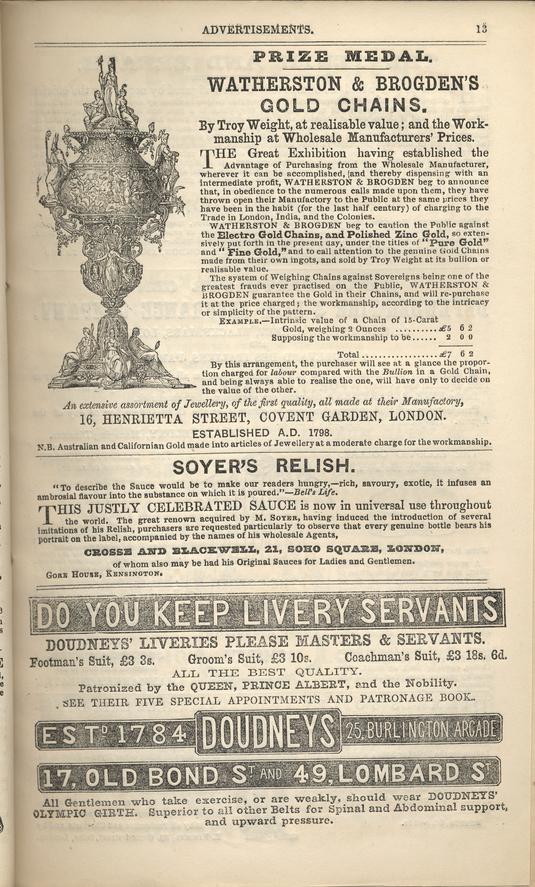 ADVERTISEMENTS. 13
PRIZE MEDAL.
WATHERSTON & BROGDEN'S
GOLD CHAINS.
By Troy Weight, at realisable value; and the Work-
manship at Wholesale Manufacturers' Prices.
THE Great Exhibition having established the
Advantage of Purchasing from the Wholesale Manufacturer,
wherever it can be accomplished, and thereby dispensing with an
intermediate profit, WATHERSTON & BROGDEN beg to announce
that, in obedience to the numerous calls made upon them, they have
thrown open their Manufactory to the Public at the same prices they
have been in the habit (for the last half century) of charging to the
Trade in London, India, and the Colonies.
WATHERSTON & BROGDEN beg to caution the Public against
the Electro Gold Chains, and Polished Zinc Gold, so exten-
sively put forth in the present day, under the titles of "Pure Gold"
and "Fine Gold," and to call attention to the genuine Gold Chains
made from their own ingots, and sold by Troy Weight at its bullion or
realisable value.
The system of Weighing Chains against Sovereigns being one of the
greatest frauds ever practised on the Public, WATHERSTON &
BROGDEN guarantee the Gold in their Chains, and will re-purchase
it at the price charged; the workmanship, according to the intricacy
or simplicity of the pattern.
EXAMPLE.—Intrinsic value of a Chain of 15-Carat
Gold, weighing 2 Ounces .......... £5 6 2
Supposing the workmanship to be...... 2 0 0
Total .................. £7 6 2
By this arrangement, the purchaser will see at a glance the propor-
tion charged for labour compared with the Bullion in a Gold Chain,
and being always able to realise the one, will have only to decide on
the value of the other.
An extensive assortment of Jewellery, of the first quality, all made at their Manufactory,
16, HENRIETTA STREET, COVENT GARDEN, LONDON.
ESTABLISHED A.D. 1798.
N.B. Australian and Californian Gold made into articles of Jewellery at a moderate charge for the workmanship.
SOYER'S RELISH.
"To describe the Sauce would be to make our readers hungry,—rich, savoury, exotic, it infuses an
ambrosial flavour into the substance on which it is poured."—Bell's Life.
THIS JUSTLY CELEBRATED SAUCE is now in universal use throughout
the world. The great renown acquired by M. SOYER, having induced the introduction of several
imitations of his Relish, purchasers are requested particularly to observe that every genuine bottle bears his
portrait on the label, accompanied by the names of his wholesale Agents,
CROSSE AND BLACKWELL, 21, SOHO SQUARE, LONDON,
of whom also may be had his Original Sauces for Ladies and Gentlemen.
GORE HOUSE, KENSINGTON.
DO YOU KEEP LIVERY SERVANTS
DOUDNEYS' LIVERIES PLEASE MASTERS & SERVANTS.
Footman's Suit, £3 3s. Groom's Suit, £3 10s. Coachman's Suit, £3 18s. 6d.
ALL THE BEST QUALITY.
Patronized by the QUEEN, PRINCE ALBERT, and the Nobility.
SEE THEIR FIVE SPECIAL APPOINTMENTS AND PATRONAGE BOOK.
ESTD 1784 DOUDNEYS 25, BURLINGTON ARCADE
17, OLD BOND ST AND 49, LOMBARD ST
All Gentlemen who take exercise, or are weakly, should wear DOUDNEYS'
OLYMPIC GIRTH. Superior to all other Belts for Spinal and Abdominal support,
and upward pressure.